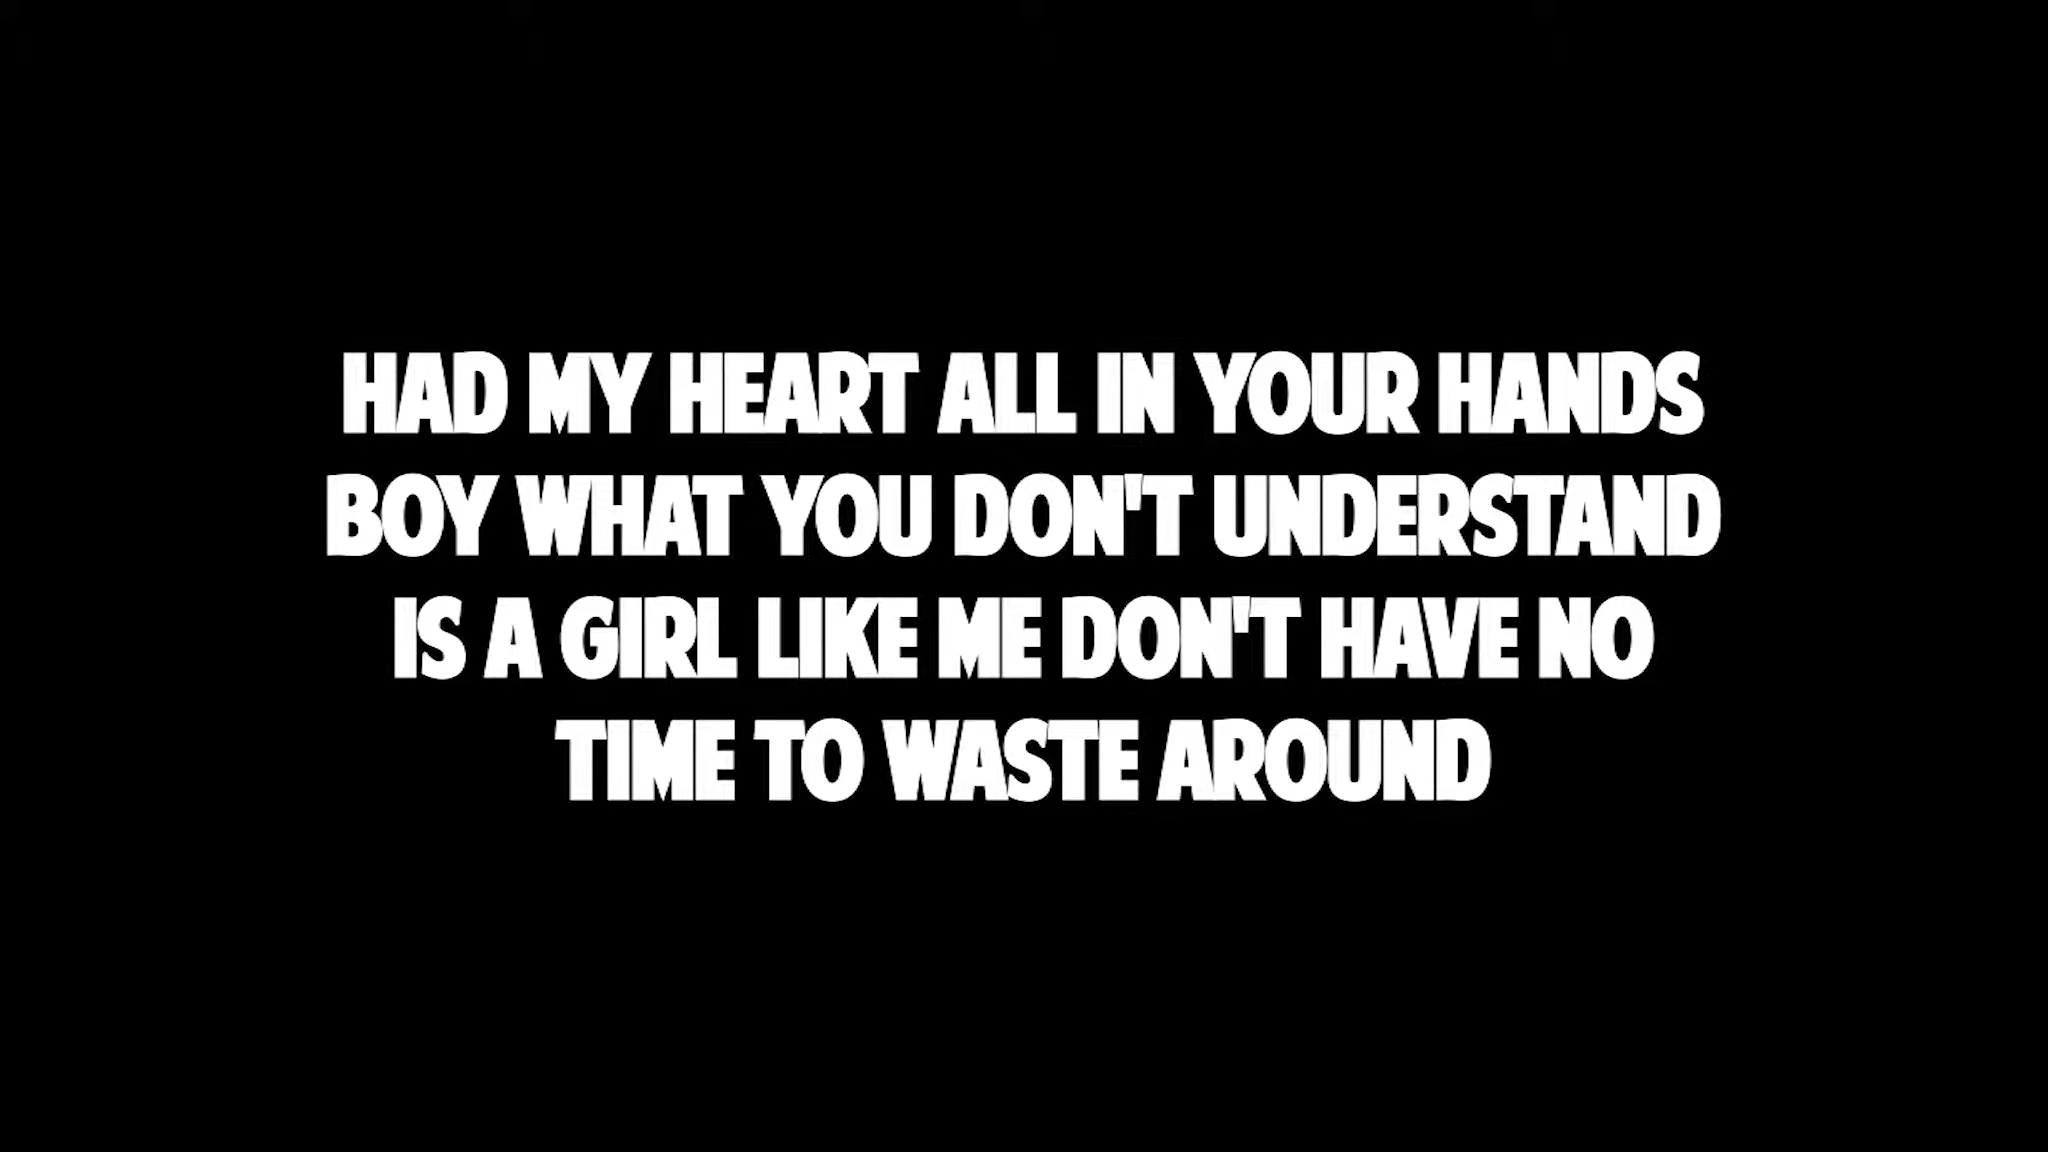 HAD MY HEART ALL IN YOUR HANDS
BOY WHAT YOU DON'T UNDERSTAND
IS A GIRL LIKE ME DON'T HAVE NO
TIME TO WASTE AROUND